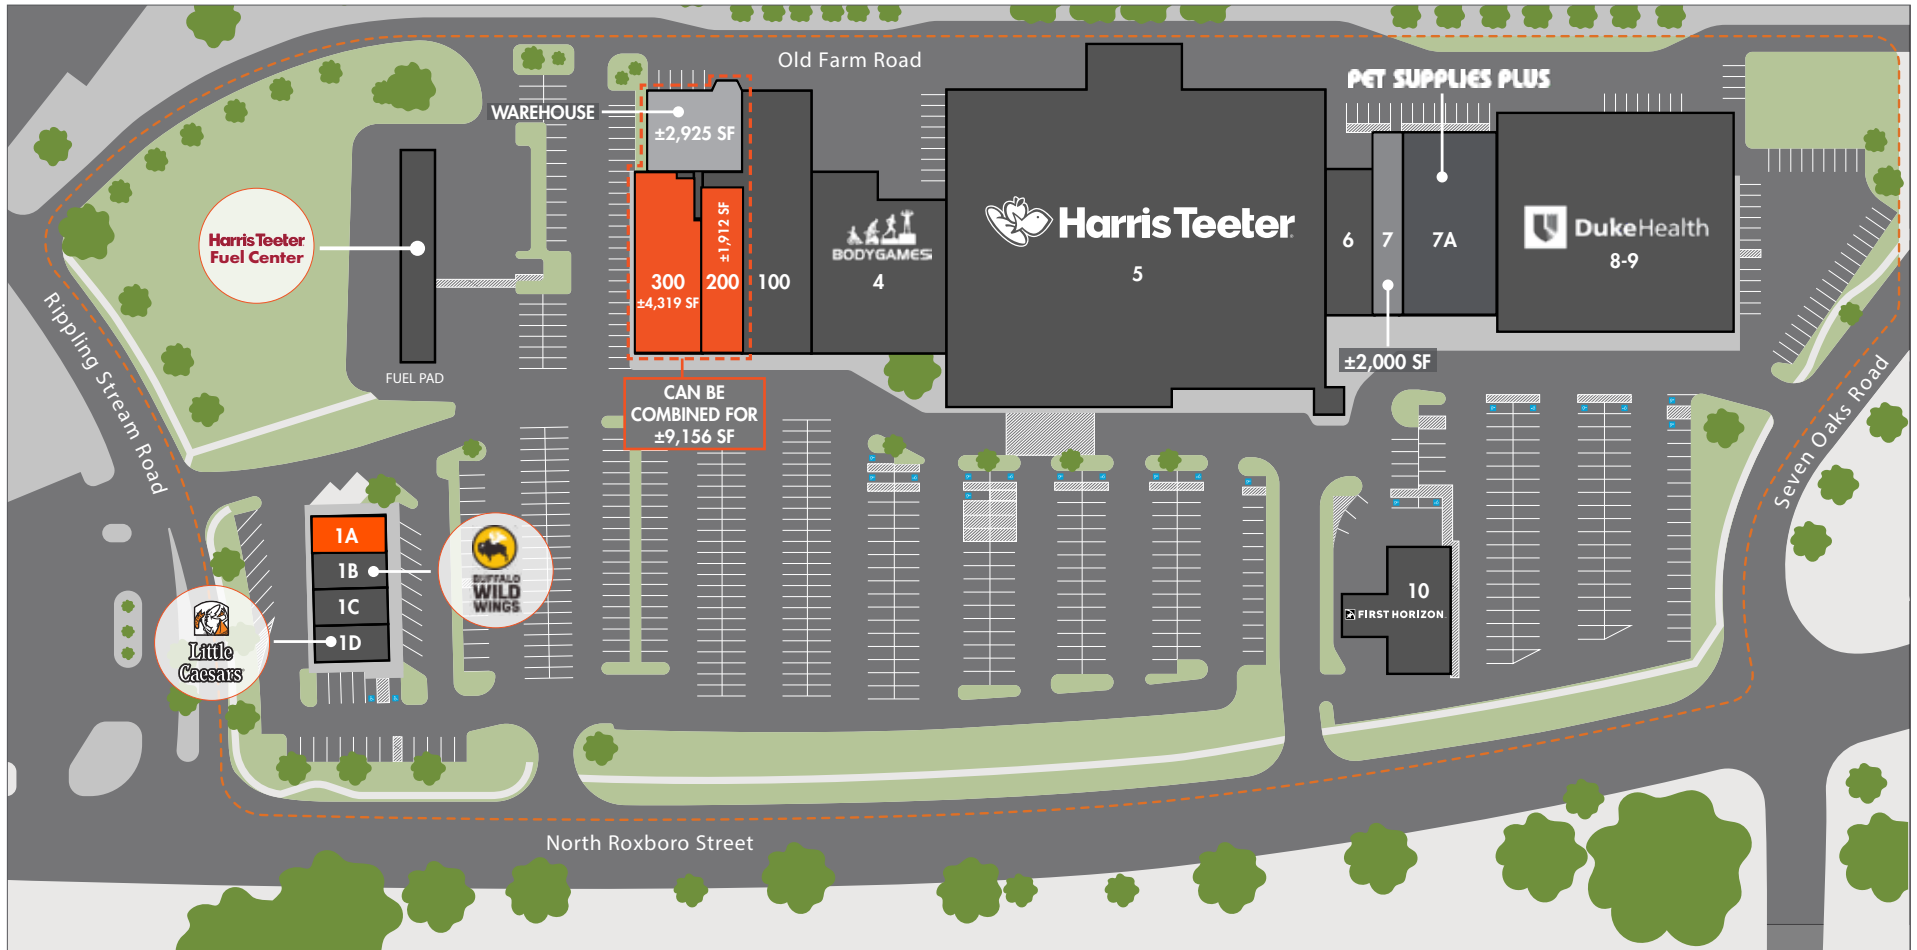 Old Farm Road
PET SUPPLIES PLUS
WAREHOUSE
±2,925 SF
Harris Teeter
Fuel Center
300
±4,319 SF
200
±1,912 SF
100
BODYGAMES
4
Harris Teeter
5
6
7
7A
DukeHealth
8-9
±2,000 SF
FUEL PAD
CAN BE
COMBINED FOR
±9,156 SF
Rippling Stream Road
Seven Oaks Road
1A
1B
1C
1D
BUFFALO
WILD
WINGS
Little
Caesars
10
FIRST HORIZON
North Roxboro Street